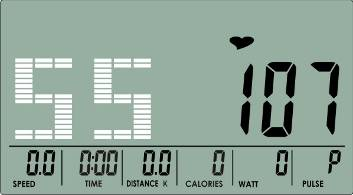 55 107
0.0 0:00 0.0 0 0 P
SPEED TIME DISTANCE K CALORIES WATT PULSE